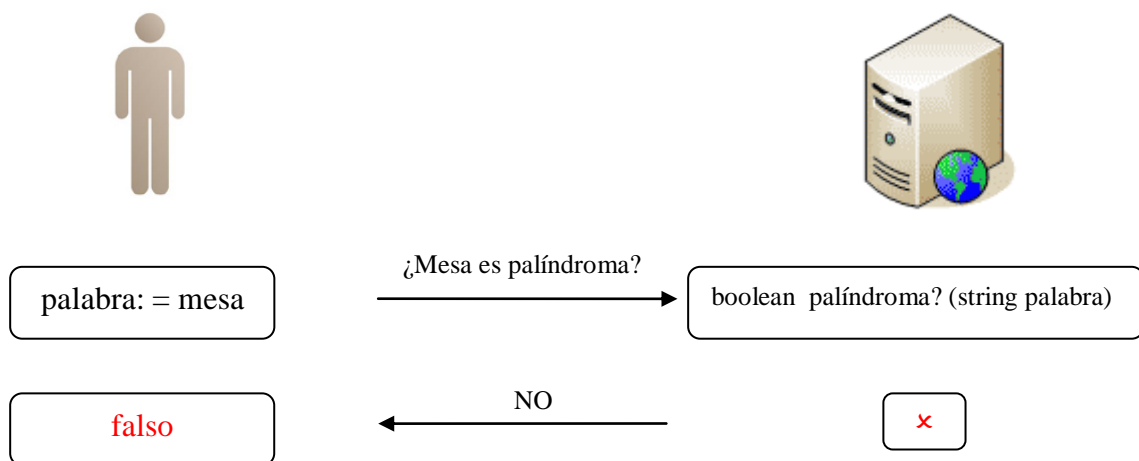 ¿Mesa es palíndroma?
palabra: = mesa
boolean palíndroma? (string palabra)
NO
falso
x